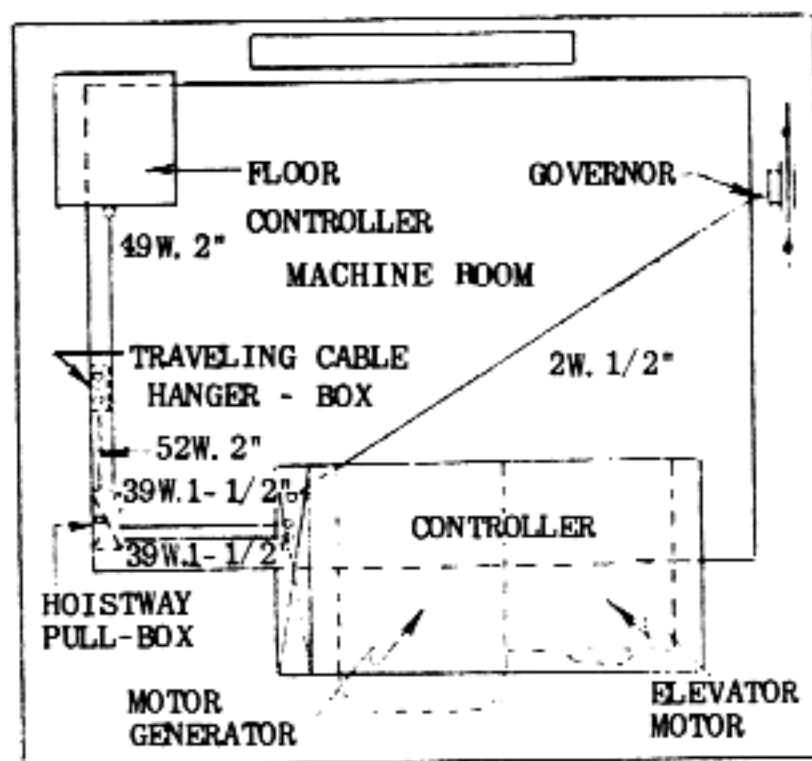 FLOOR
CONTROLLER
GOVERNOR
49W. 2"
MACHINE ROOM
TRAVELING CABLE
HANGER - BOX
2W. 1/2"
52W. 2"
39W.1-1/2"
CONTROLLER
39W.1-1/2
HOISTWAY
PULL-BOX
MOTOR
GENERATOR
ELEVATOR
MOTOR